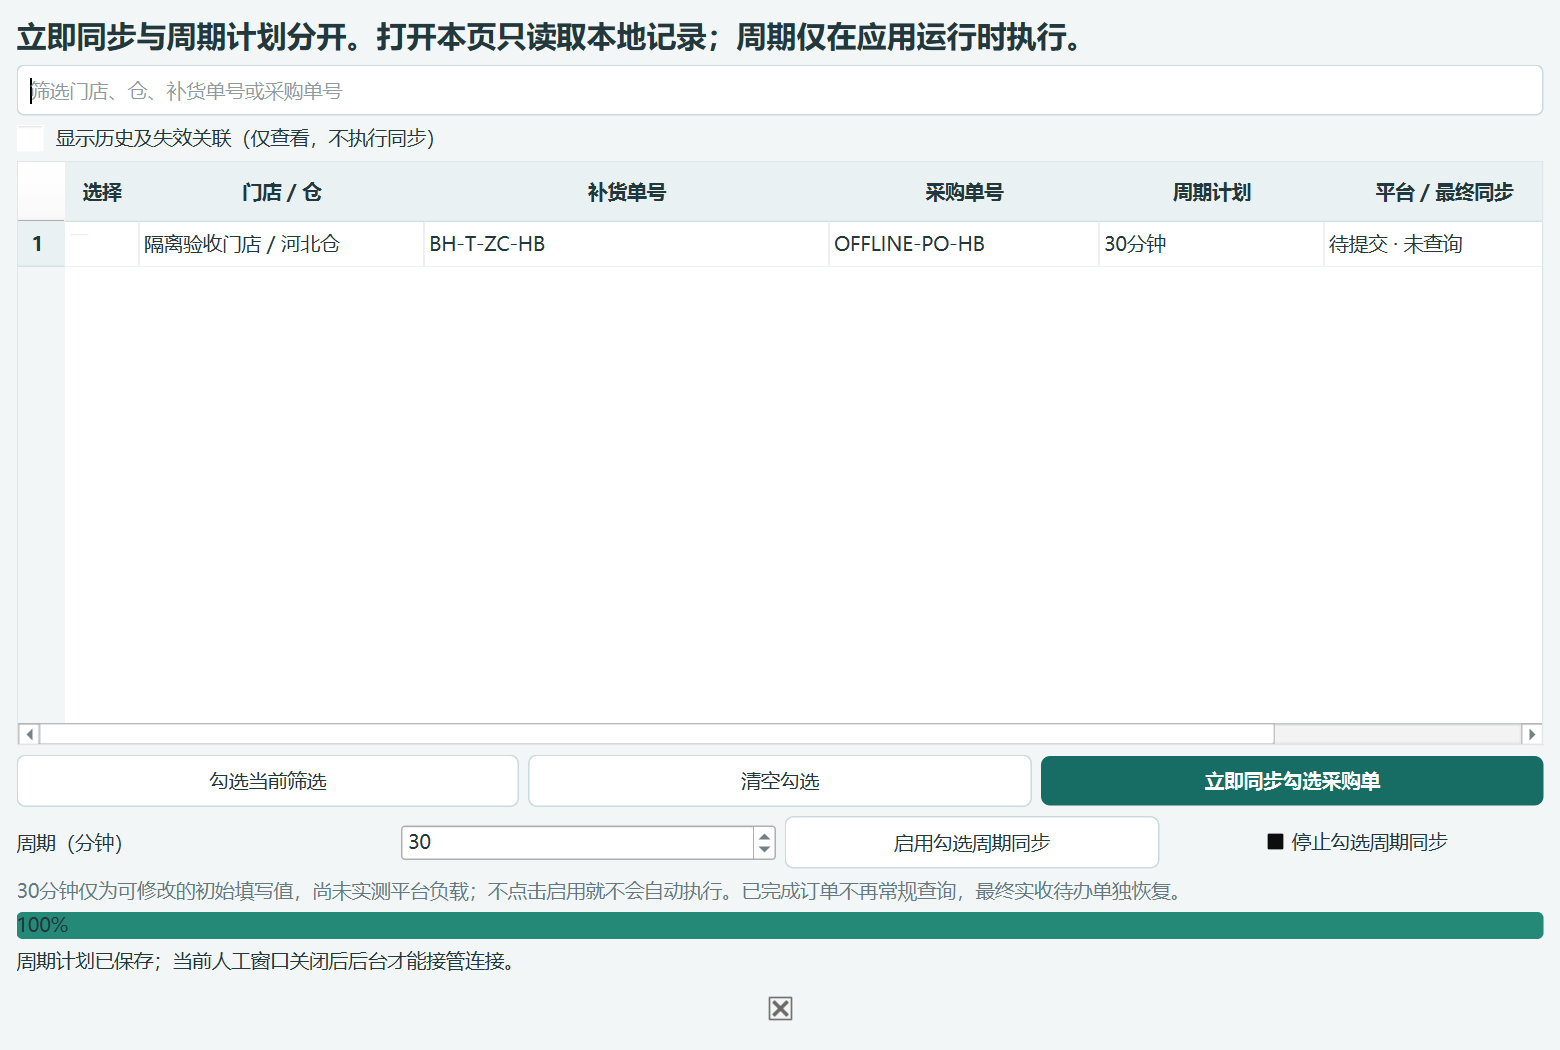 立即同步与周期计划分开。打开本页只读取本地记录；周期仅在应用运行时执行。
筛选门店、仓、补货单号或采购单号
显示历史及失效关联（仅查看，不执行同步）
选择 门店 / 仓 补货单号 采购单号 周期计划 平台 / 最终同步
1 隔离验收门店 / 河北仓 BH-T-ZC-HB OFFLINE-PO-HB 30分钟 待提交 · 未查询
勾选当前筛选 清空勾选 立即同步勾选采购单
周期（分钟） 30 启用勾选周期同步 停止勾选周期同步
30分钟仅为可修改的初始填写值，尚未实测平台负载；不点击启用就不会自动执行。已完成订单不再常规查询，最终实收待办单独恢复。
100%
周期计划已保存；当前人工窗口关闭后后台才能接管连接。